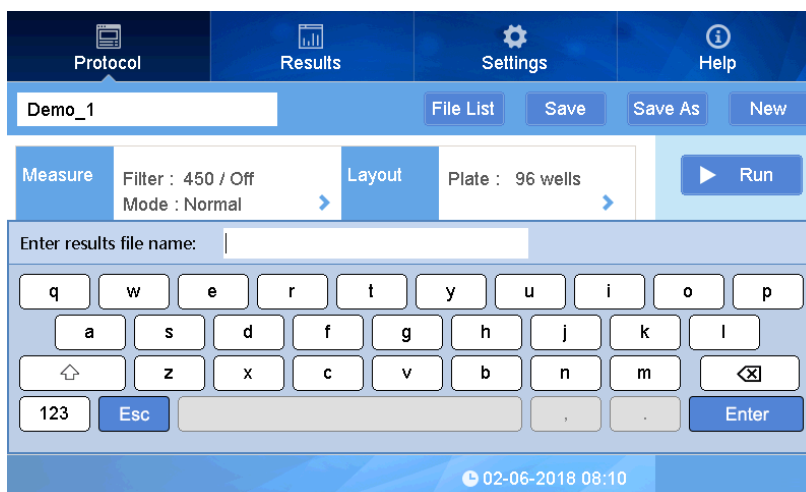 Protocol Results Settings Help
Demo_1 File List Save Save As New
Measure Filter : 450 / Off Layout Plate : 96 wells Run
Mode : Normal
Enter results file name:
q w e r t y u i o p
a s d f g h j k l
z x c v b n m
123 Esc , . Enter
02-06-2018 08:10